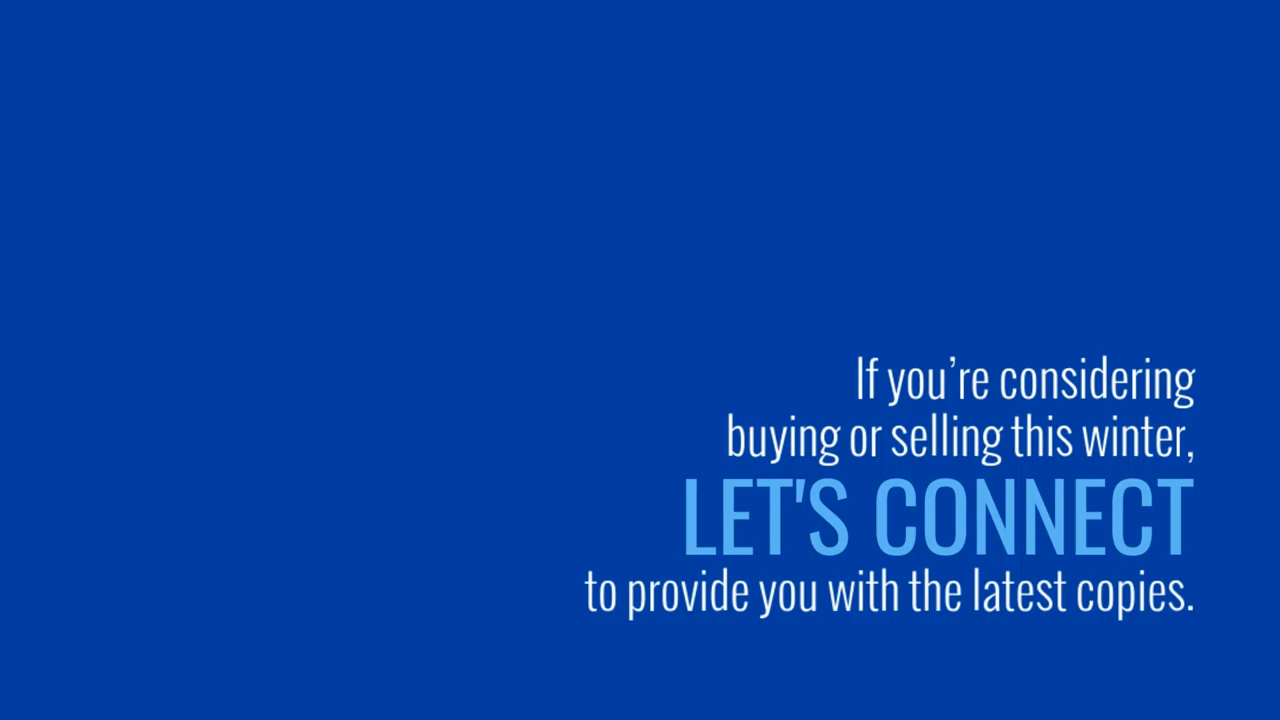 If you’re considering
buying or selling this winter,
LET'S CONNECT
to provide you with the latest copies.